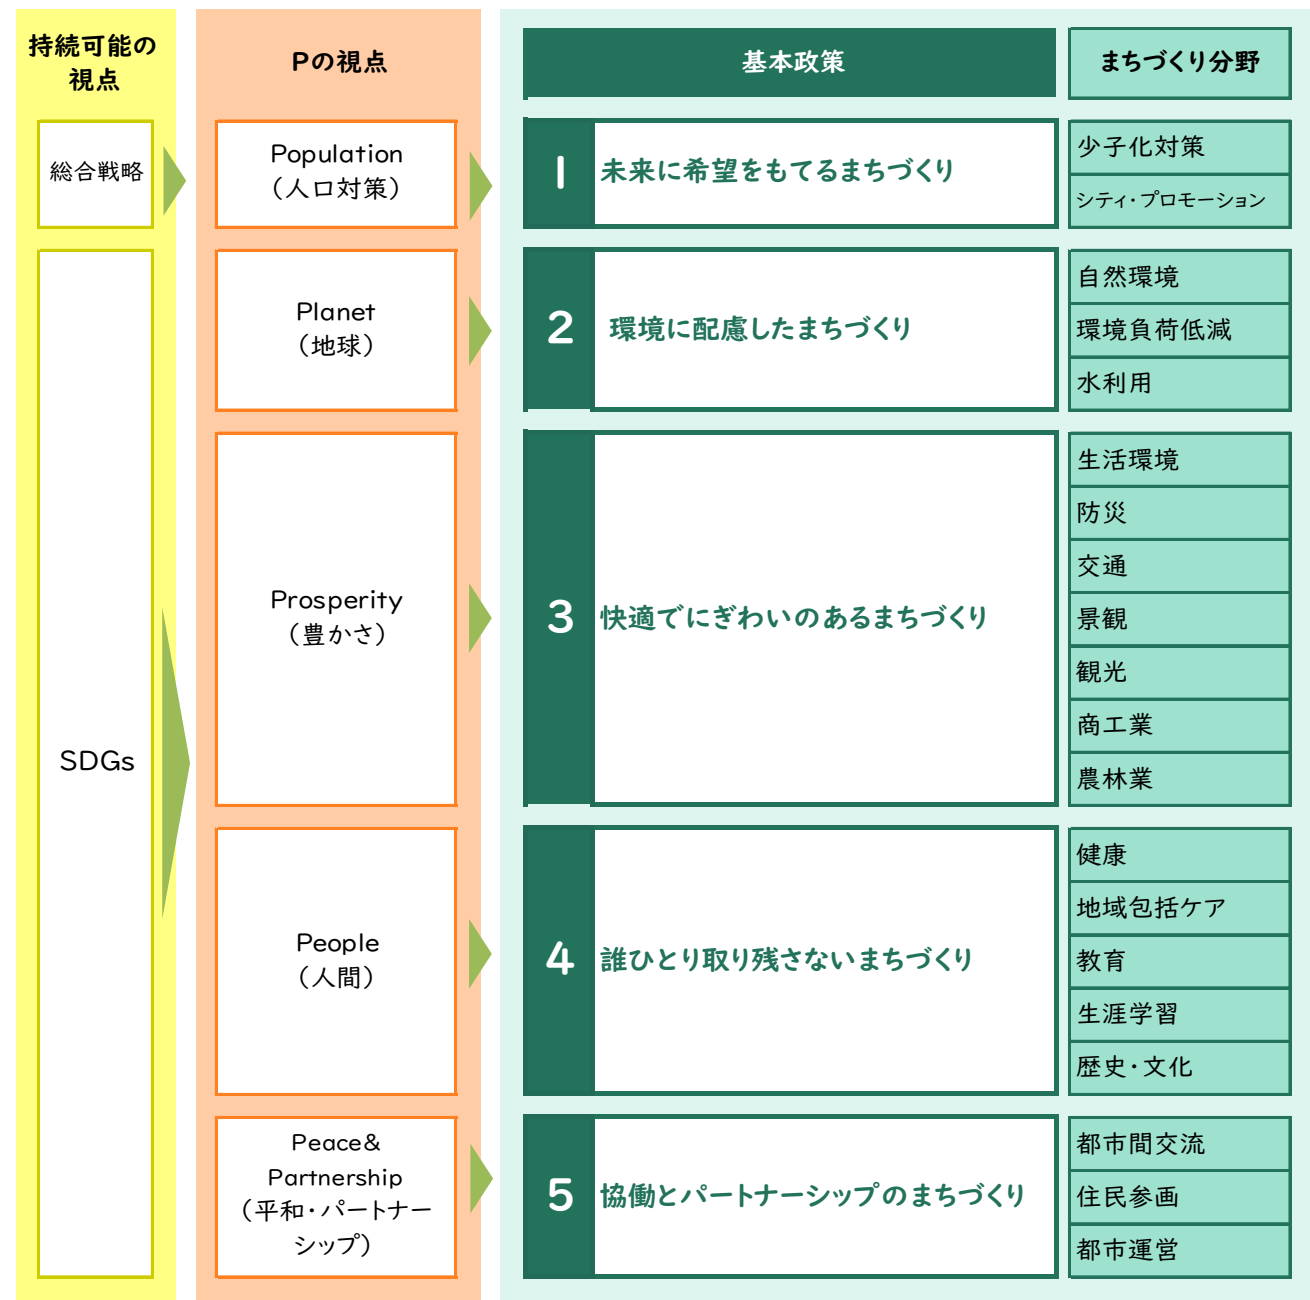 持続可能の
視点
Pの視点
基本政策
まちづくり分野
総合戦略
Population
（人口対策）
1
未来に希望をもてるまちづくり
少子化対策
シティ・プロモーション
SDGs
Planet
（地球）
2
環境に配慮したまちづくり
自然環境
環境負荷低減
水利用
Prosperity
（豊かさ）
3
快適でにぎわいのあるまちづくり
生活環境
防災
交通
景観
観光
商工業
農林業
People
（人間）
4
誰ひとり取り残さないまちづくり
健康
地域包括ケア
教育
生涯学習
歴史・文化
Peace&
Partnership
（平和・パートナー
シップ）
5
協働とパートナーシップのまちづくり
都市間交流
住民参画
都市運営